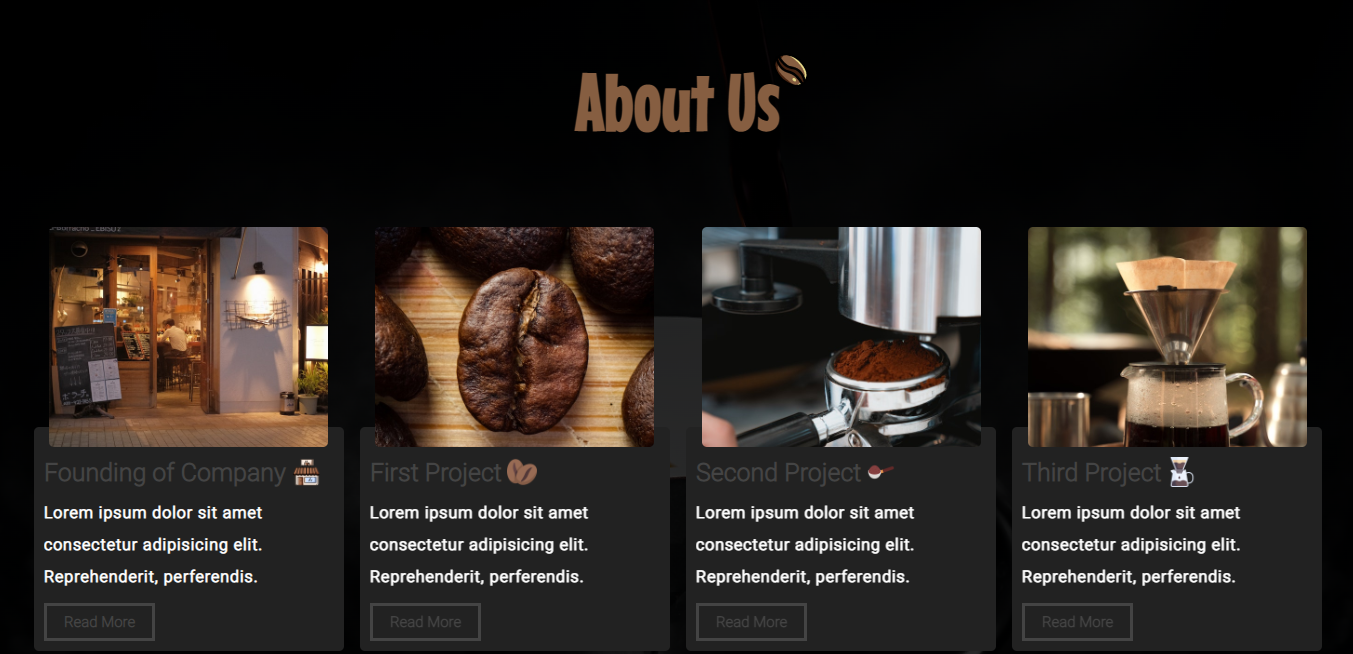 About Us
Founding of Company
Lorem ipsum dolor sit amet
consectetur adipisicing elit.
Reprehenderit, perferendis.
Read More
First Project
Lorem ipsum dolor sit amet
consectetur adipisicing elit.
Reprehenderit, perferendis.
Read More
Second Project
Lorem ipsum dolor sit amet
consectetur adipisicing elit.
Reprehenderit, perferendis.
Read More
Third Project
Lorem ipsum dolor sit amet
consectetur adipisicing elit.
Reprehenderit, perferendis.
Read More